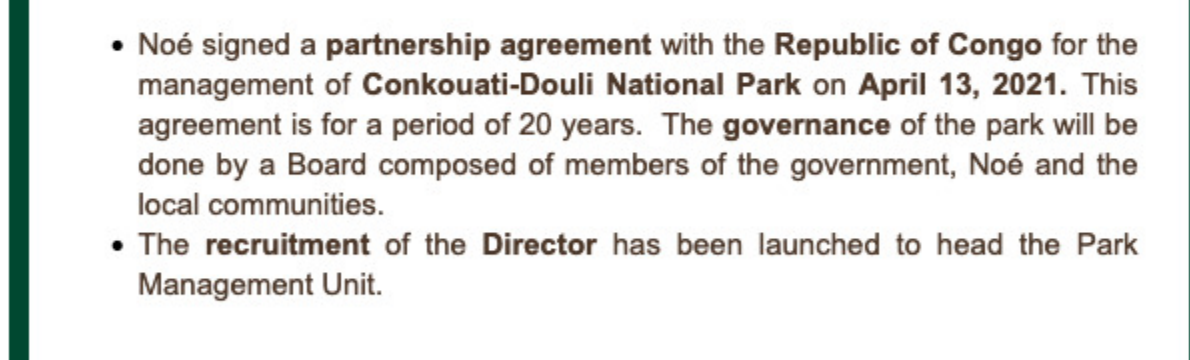 • Noé signed a partnership agreement with the Republic of Congo for the
management of Conkouati-Douli National Park on April 13, 2021. This
agreement is for a period of 20 years.  The governance of the park will be
done by a Board composed of members of the government, Noé and the
local communities.
• The recruitment of the Director has been launched to head the Park
Management Unit.